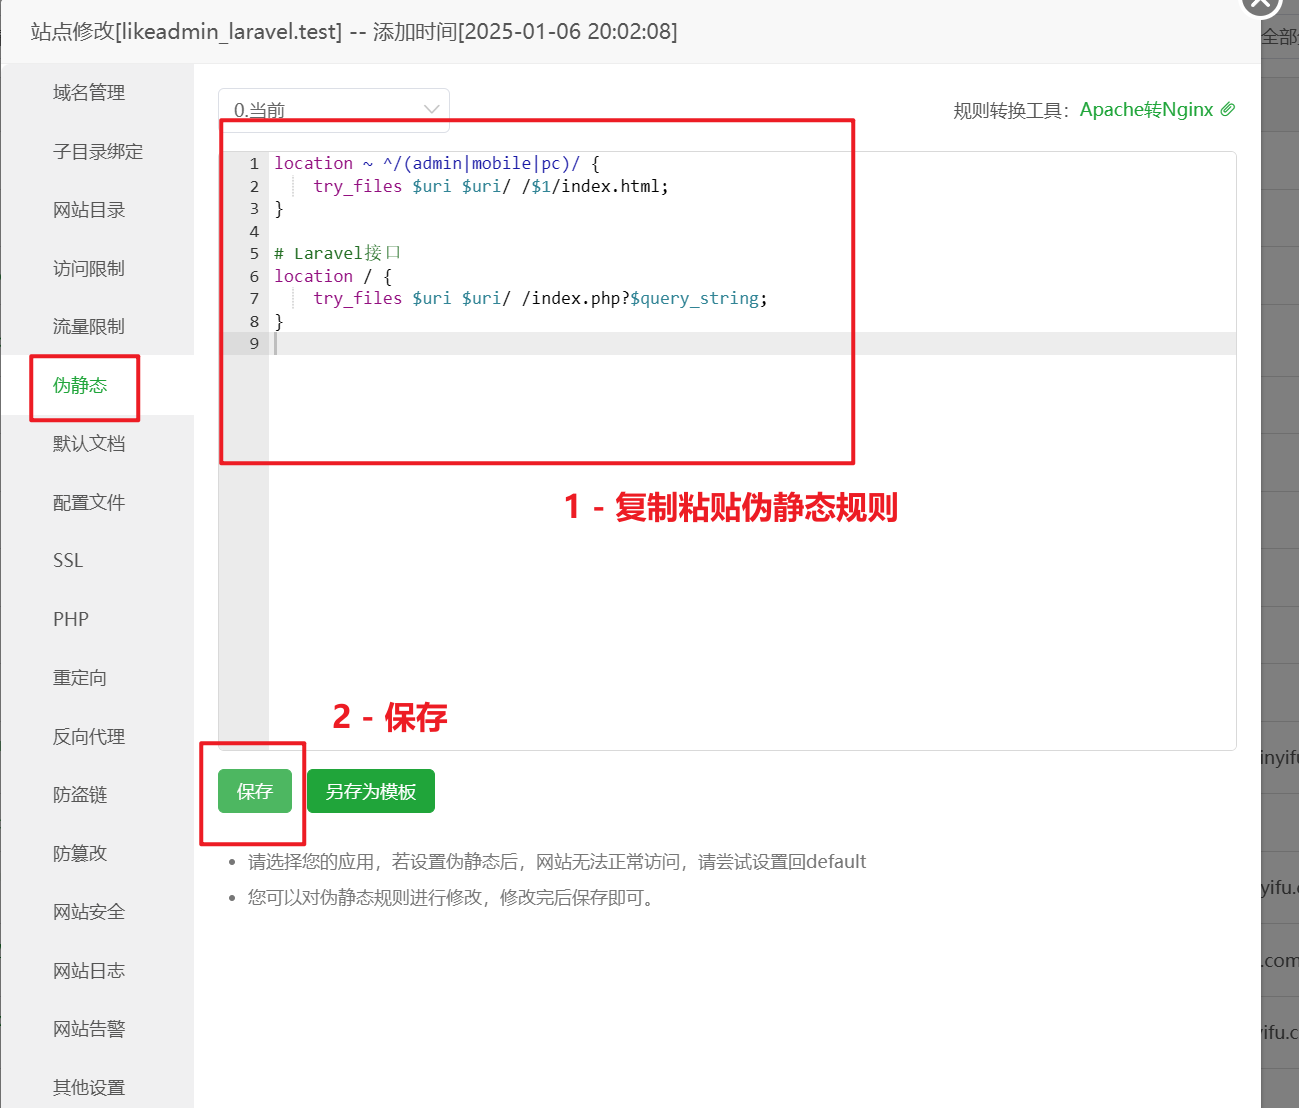 站点修改[likeadmin_laravel.test] -- 添加时间[2025-01-06 20:02:08]
全部
域名管理
子目录绑定
网站目录
访问限制
流量限制
伪静态
默认文档
配置文件
SSL
PHP
重定向
反向代理
防盗链
防篡改
网站安全
网站日志
网站告警
其他设置
0.当前
规则转换工具：Apache转Nginx
1 location ~ ^/(admin|mobile|pc)/ {
2     try_files $uri $uri/ /$1/index.html;
3 }
4
5 # Laravel接口
6 location / {
7     try_files $uri $uri/ /index.php?$query_string;
8 }
9
1 - 复制粘贴伪静态规则
2 - 保存
保存
另存为模板
请选择您的应用，若设置伪静态后，网站无法正常访问，请尝试设置回default
您可以对伪静态规则进行修改，修改完后保存即可。
.com